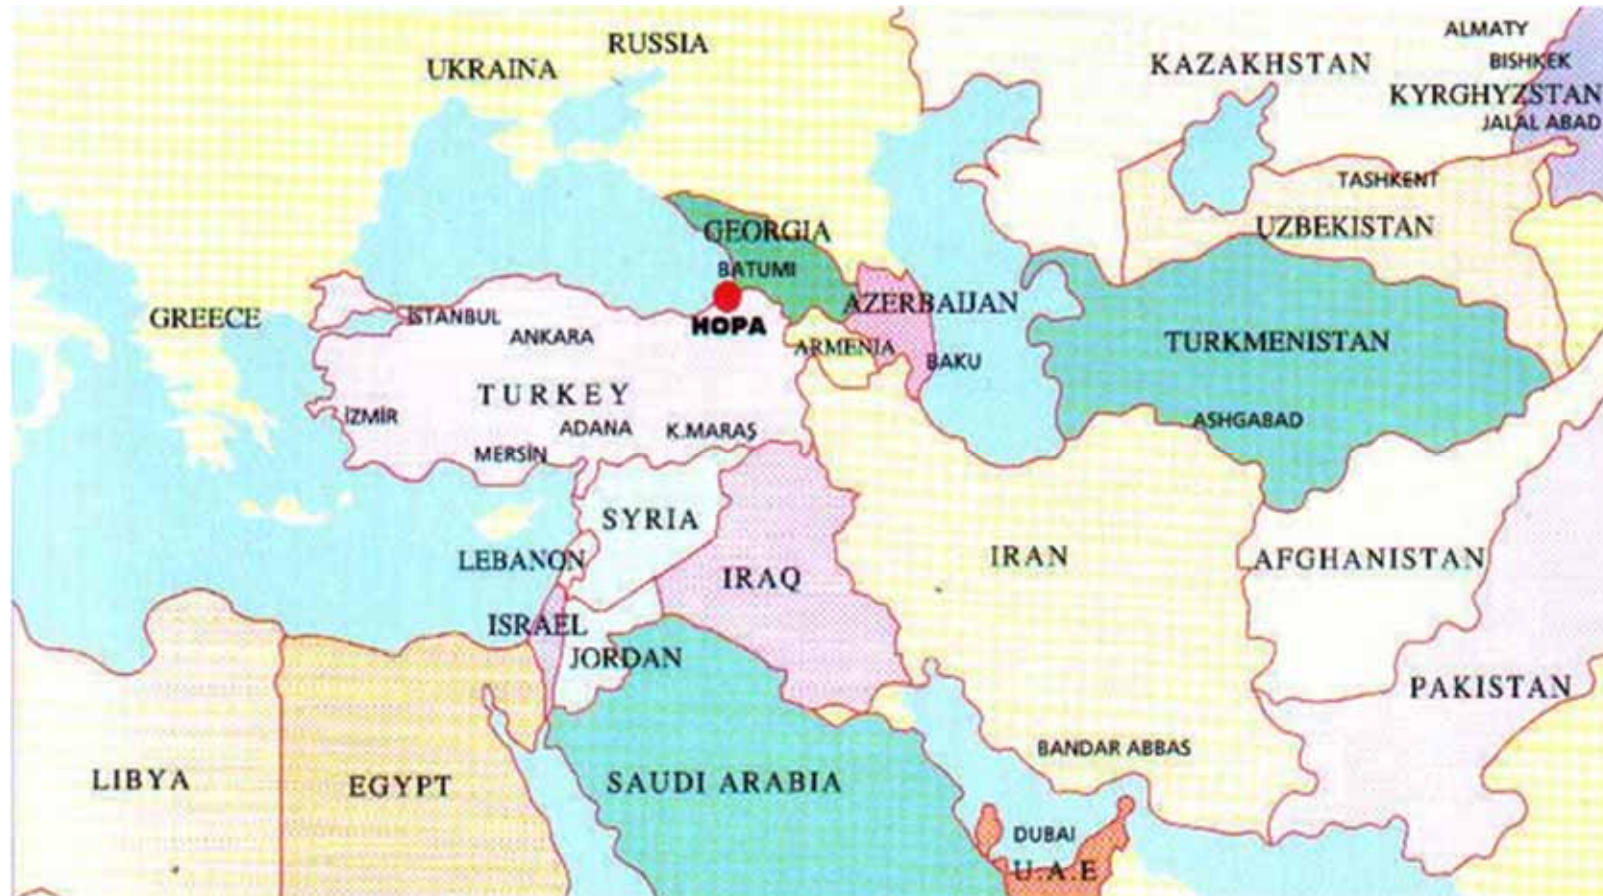 ALMATY
RUSSIA
BISHKEK
UKRAINA
KAZAKHSTAN
KYRGHYZSTAN
JALAL ABAD
TASHKENT
GEORGIA
UZBEKISTAN
BATUMI
AZERBAIJAN
GREECE
İSTANBUL
ANKARA
HOPA
ARMENIA
TURKMENISTAN
BAKU
TURKEY
İZMİR
ADANA
K.MARAŞ
ASHGABAD
MERSİN
SYRIA
LEBANON
IRAQ
IRAN
AFGHANISTAN
ISRAEL
JORDAN
PAKISTAN
BANDAR ABBAS
LIBYA
EGYPT
SAUDI ARABIA
DUBAI
U.A.E